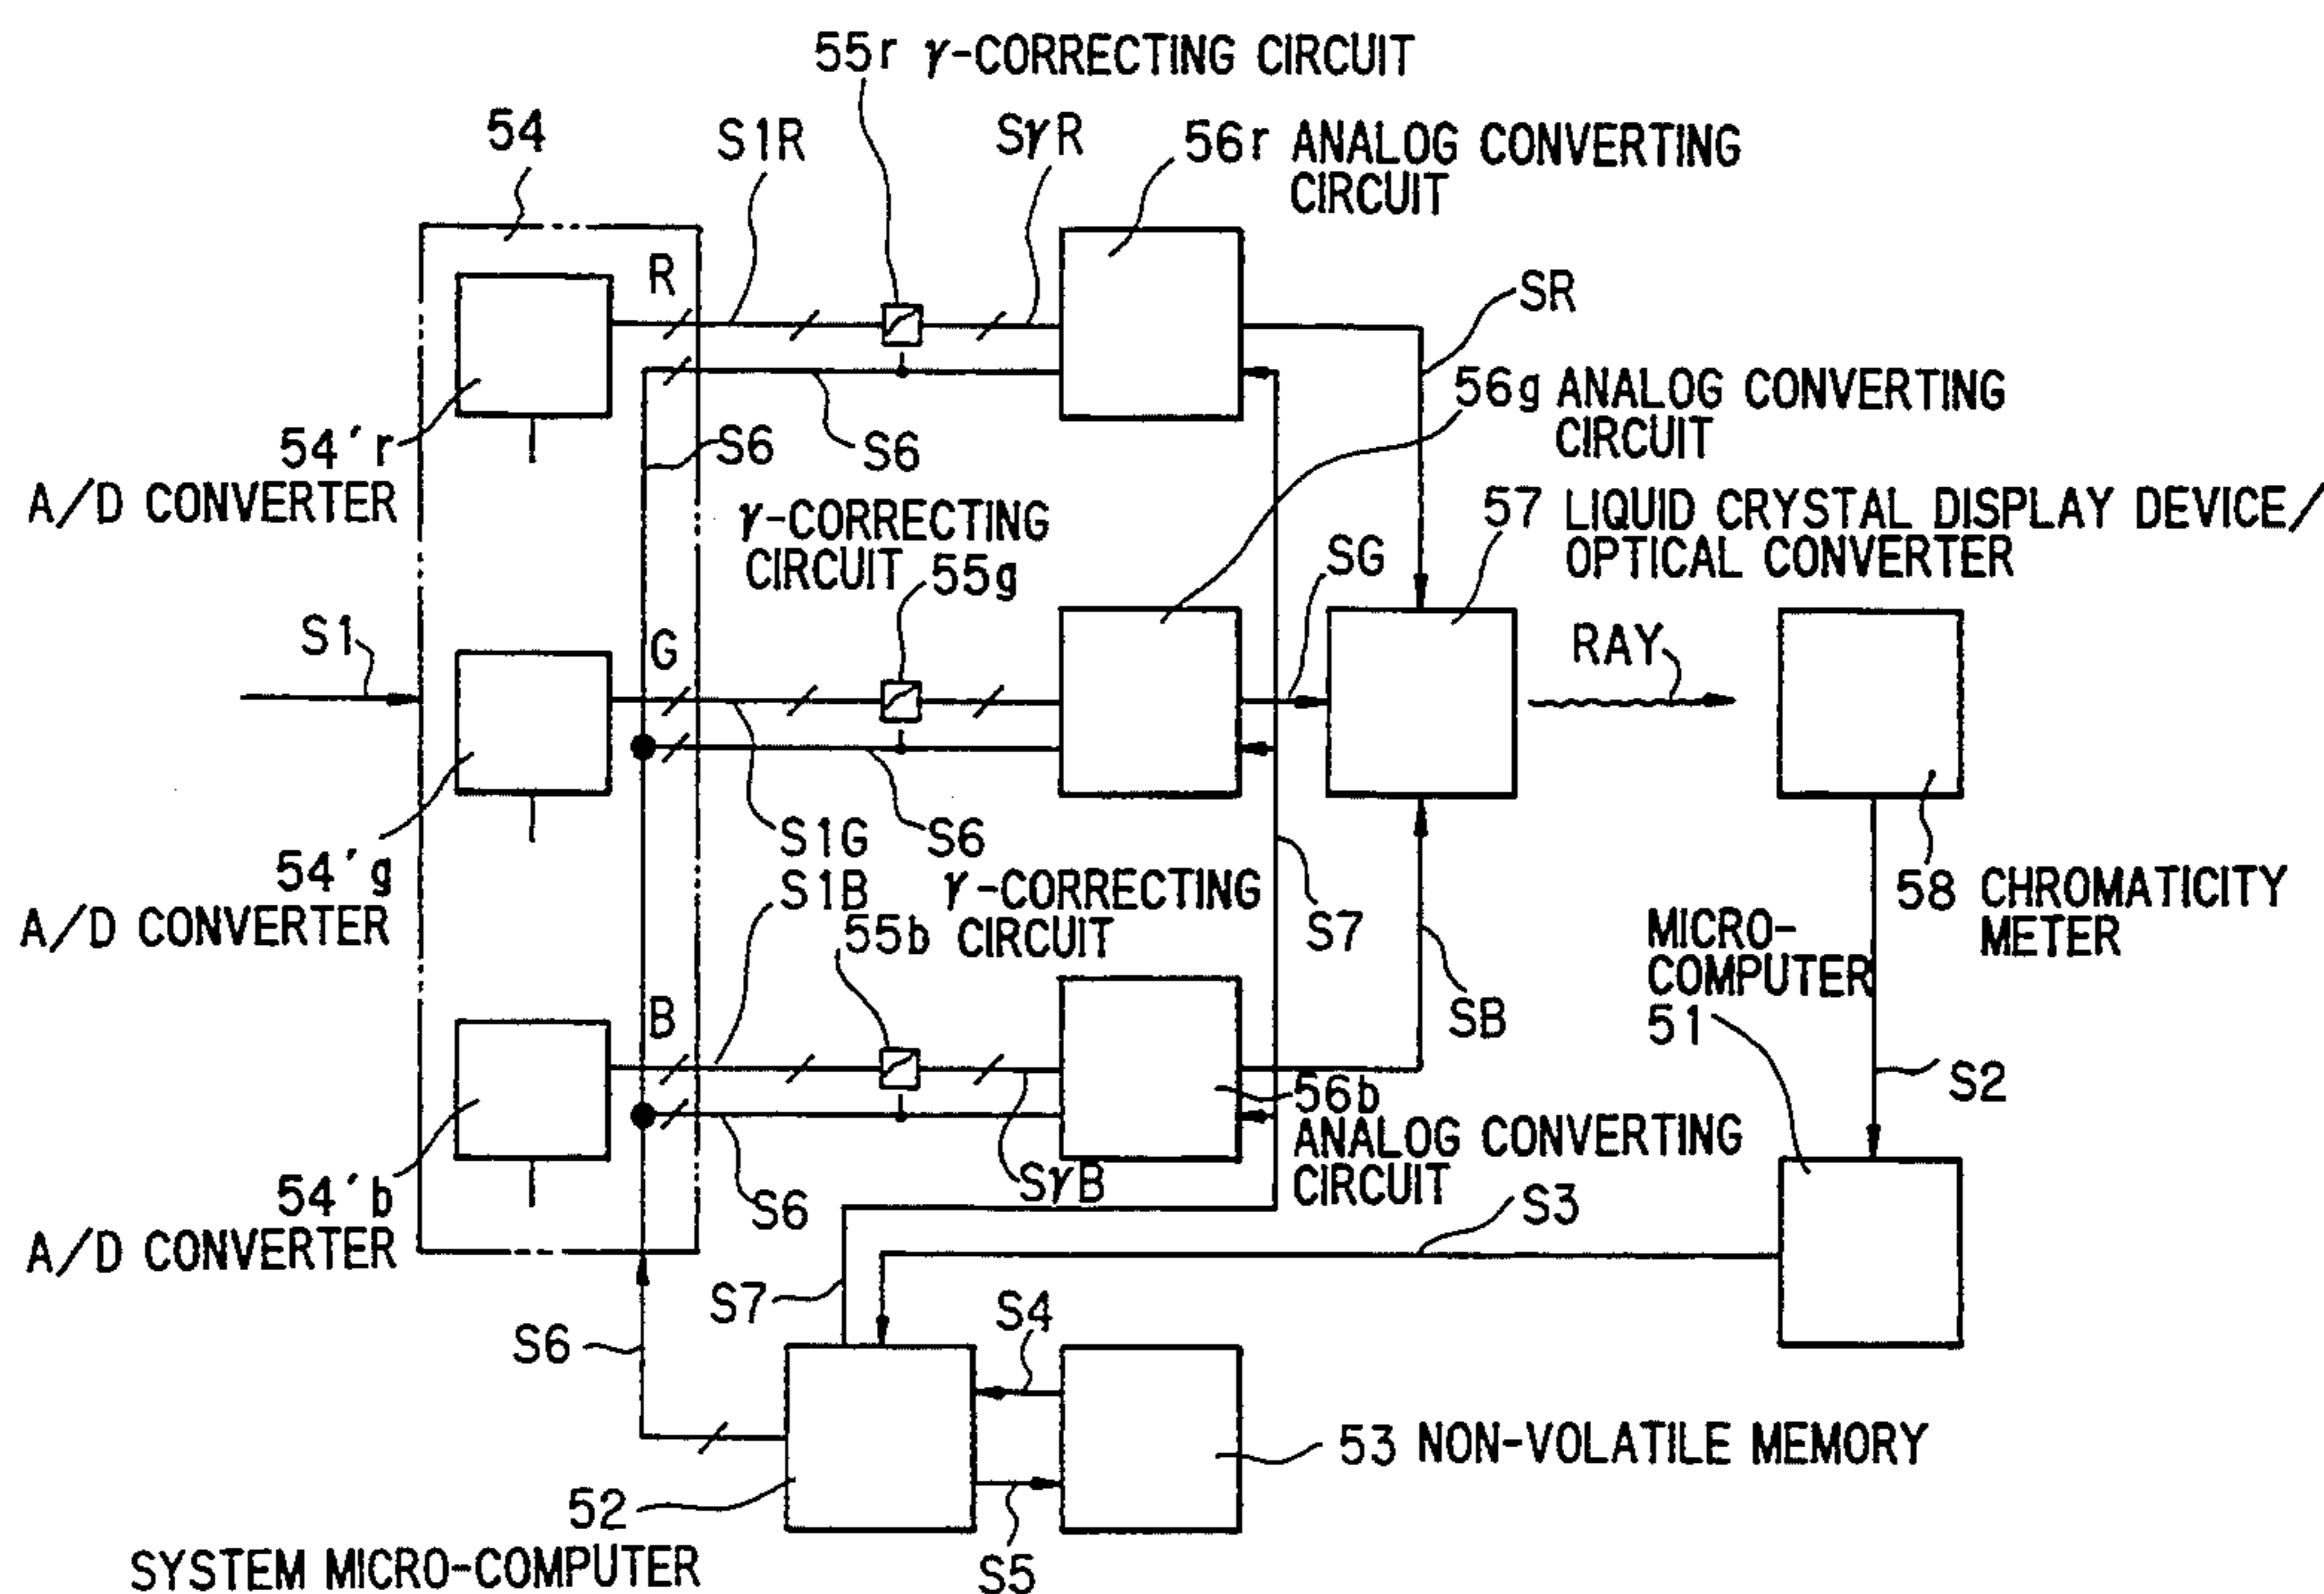 55r γ-CORRECTING CIRCUIT
54
S1R
SγR
56r ANALOG CONVERTING
CIRCUIT
R
SR
54'r
A/D CONVERTER
S6
S6
56g ANALOG CONVERTING
CIRCUIT
γ-CORRECTING
CIRCUIT 55g
57 LIQUID CRYSTAL DISPLAY DEVICE/
OPTICAL CONVERTER
SG
S1
G
RAY
54'g
A/D CONVERTER
S1G
S6
S1B
γ-CORRECTING
55b CIRCUIT
S7
58 CHROMATICITY
METER
MICRO-
COMPUTER
51
B
SB
S2
56b
ANALOG CONVERTING
CIRCUIT
54'b
A/D CONVERTER
S6
SγB
S3
S7
S4
S6
53 NON-VOLATILE MEMORY
52
SYSTEM MICRO-COMPUTER
S5